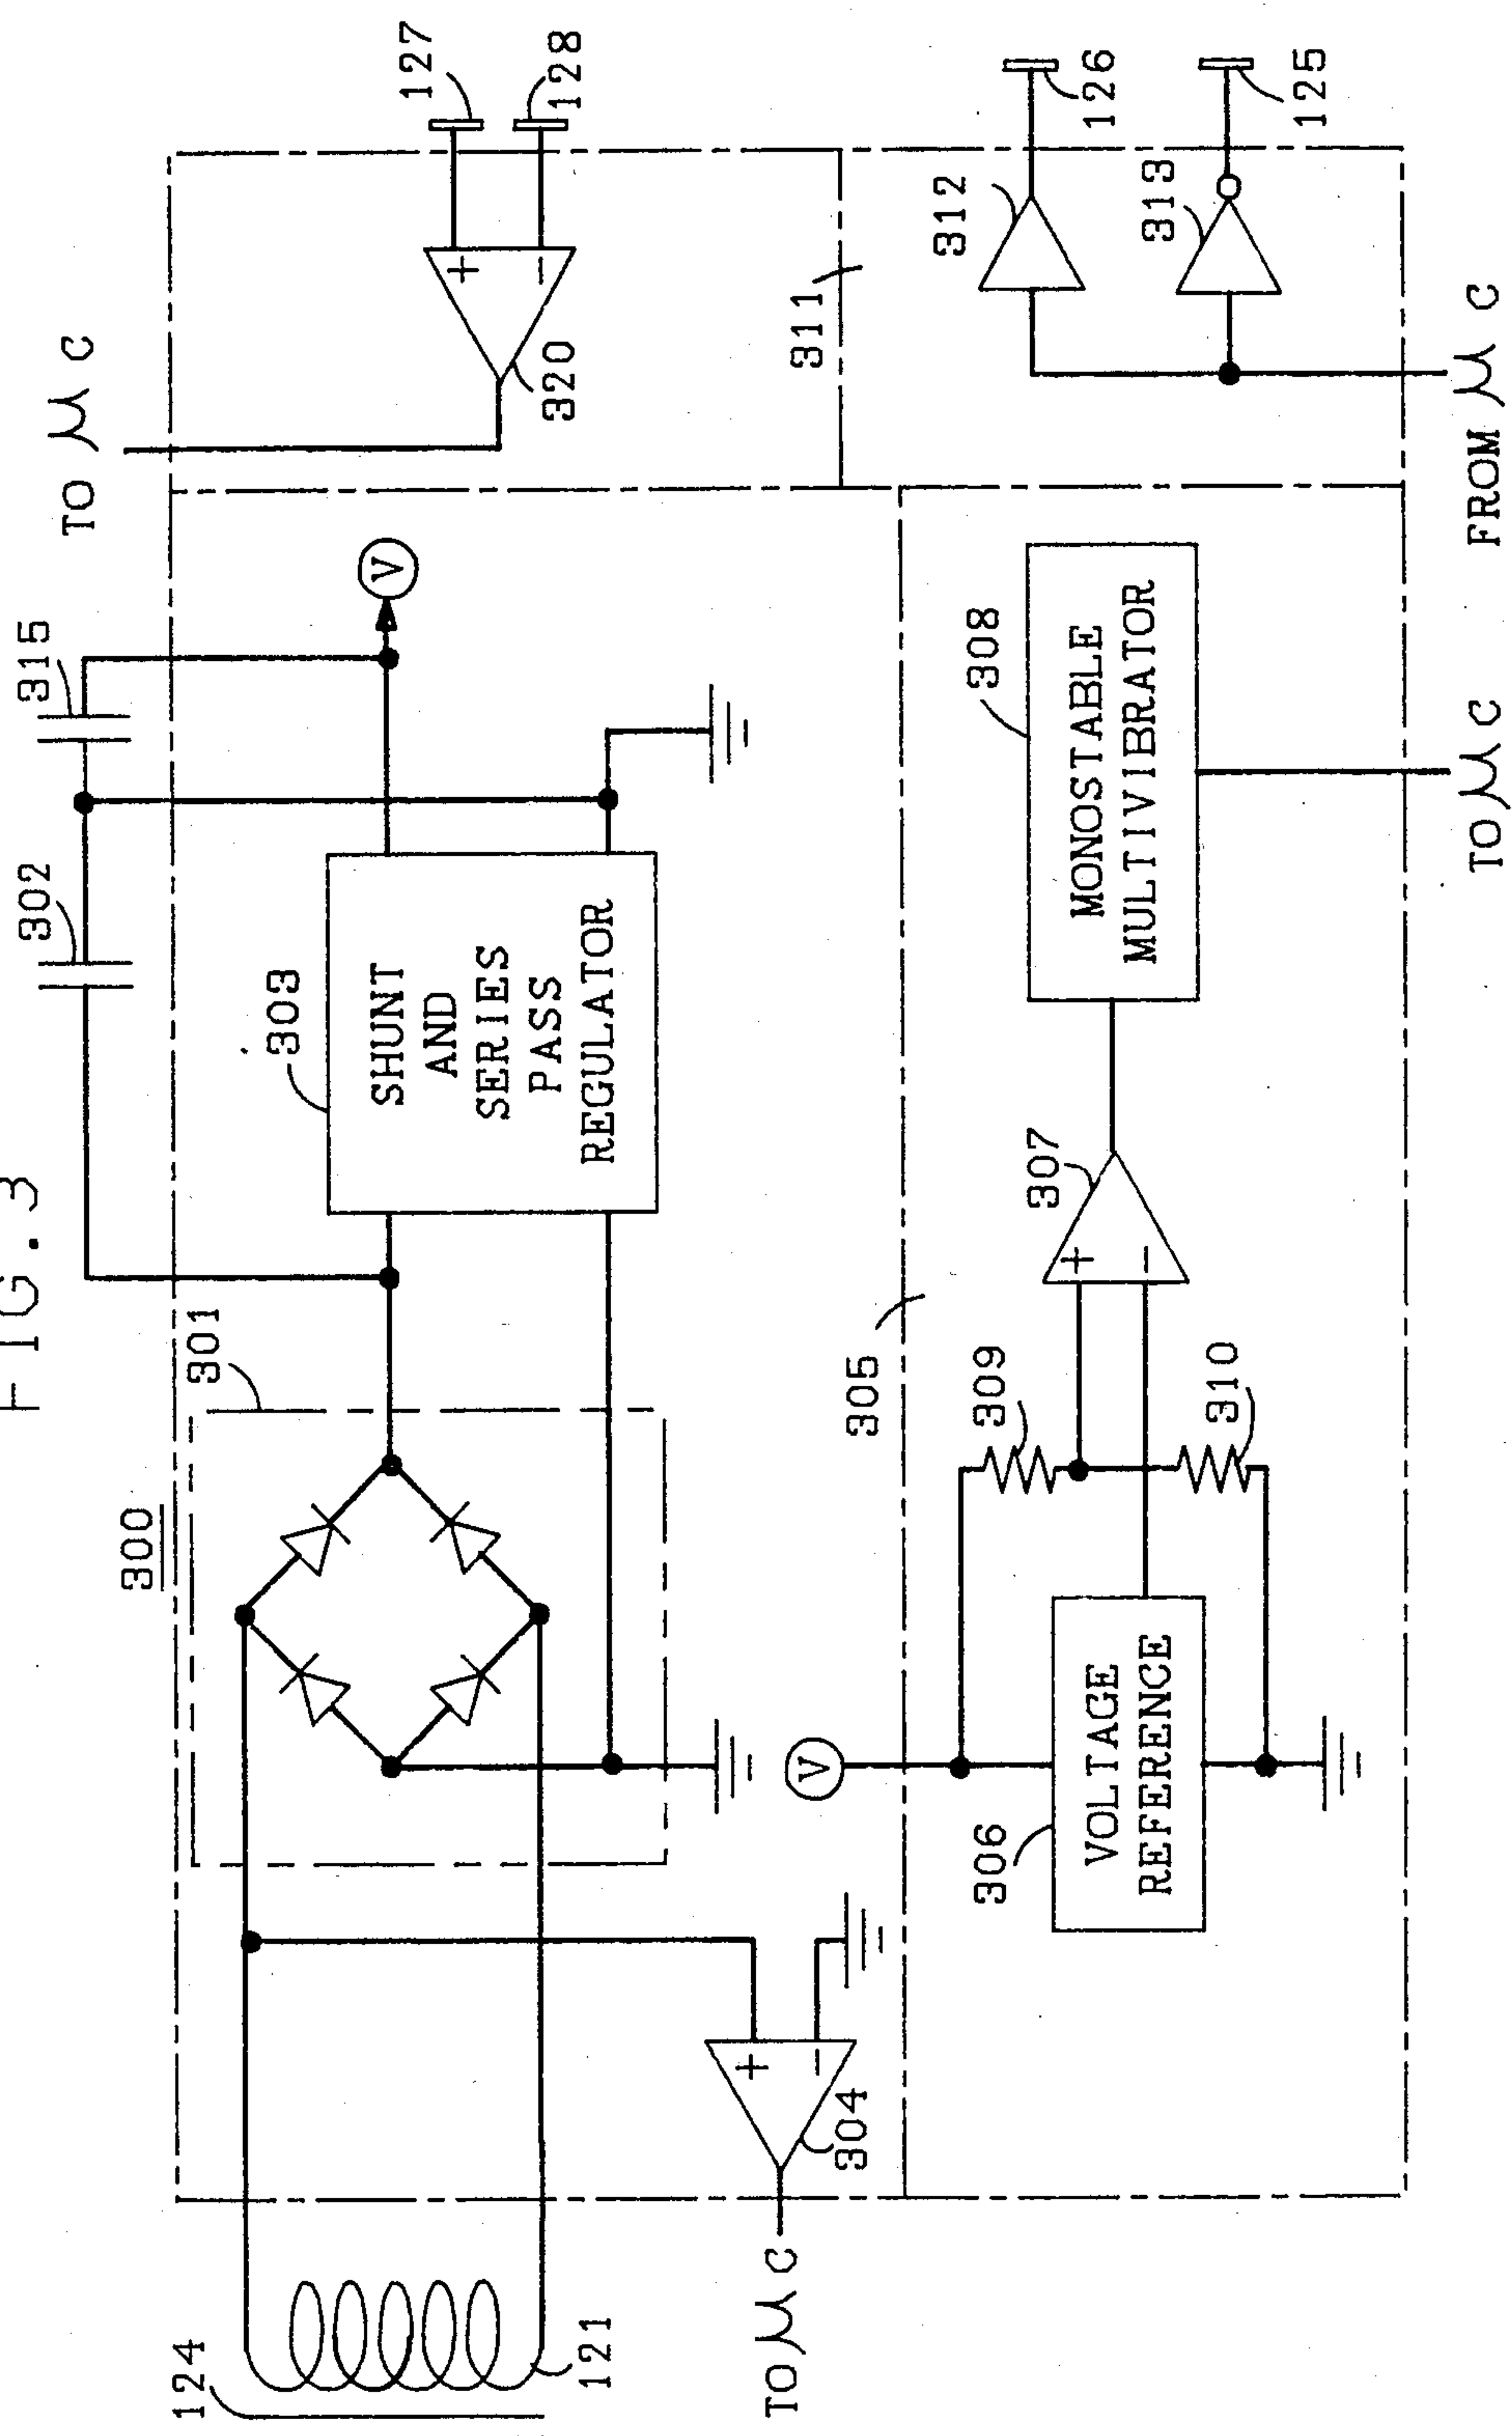 FIG. 3
302
315
TO μC
300
301
303
SHUNT
AND
SERIES
PASS
REGULATOR
V
124
121
+
−
304
TO μC
+
−
320
127
128
305
311
V
306
VOLTAGE
REFERENCE
309
310
307
+
−
308
MONOSTABLE
MULTIVIBRATOR
TO μC
312
313
126
125
FROM μC